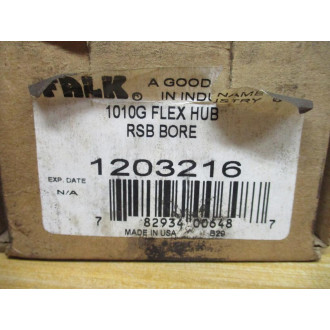 FALK®
A GOOD NAME
IN INDUSTRY
1010G FLEX HUB
RSB BORE
1203216
EXP. DATE
N/A
7 82934 00648 7
MADE IN USA